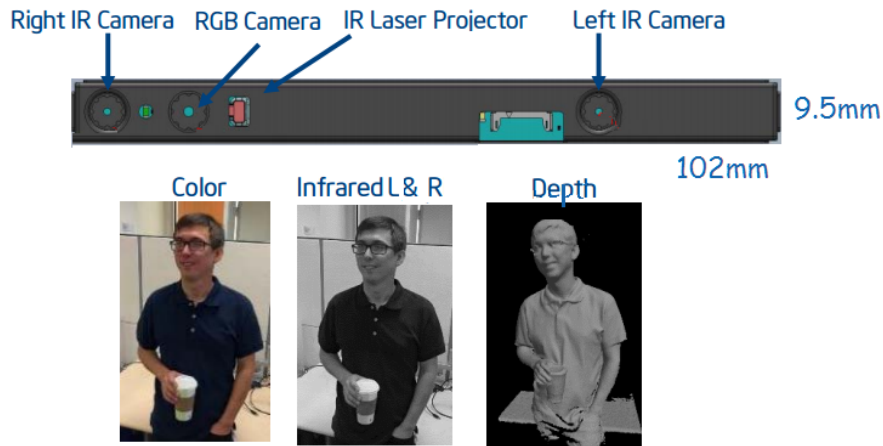 Right IR Camera RGB Camera IR Laser Projector Left IR Camera
9.5mm
102mm
Color Infrared L & R Depth